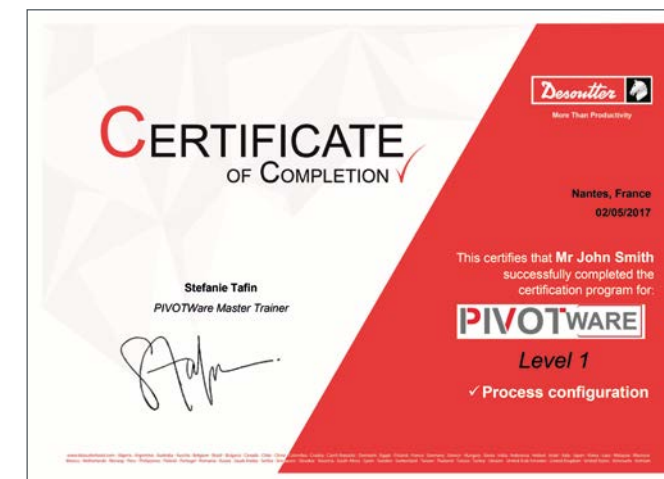 CERTIFICATE
OF COMPLETION
Stefanie Tafin
PIVOTWare Master Trainer
Desoutter
More Than Productivity
Nantes, France
02/05/2017
This certifies that Mr John Smith
successfully completed the
certification program for:
PIVOTWARE
Level 1
✓ Process configuration